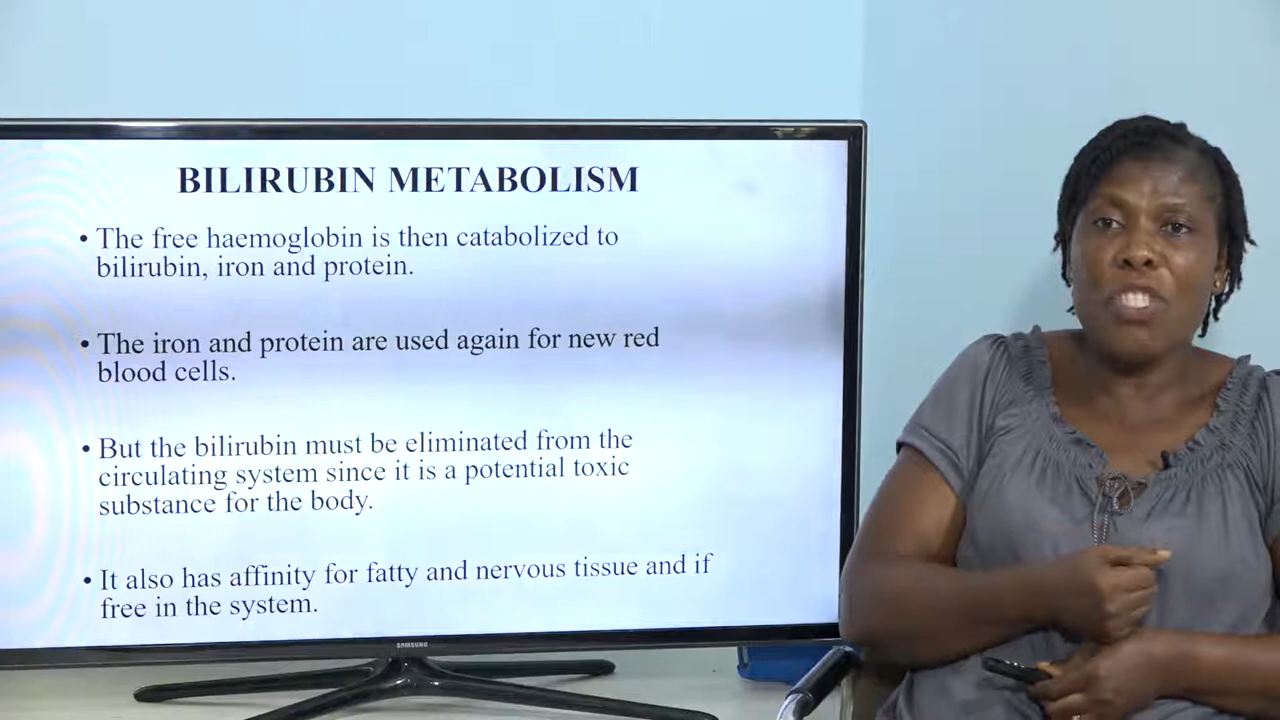 BILIRUBIN METABOLISM
• The free haemoglobin is then catabolized to
bilirubin, iron and protein.
• The iron and protein are used again for new red
blood cells.
• But the bilirubin must be eliminated from the
circulating system since it is a potential toxic
substance for the body.
• It also has affinity for fatty and nervous tissue and if
free in the system.
SAMSUNG